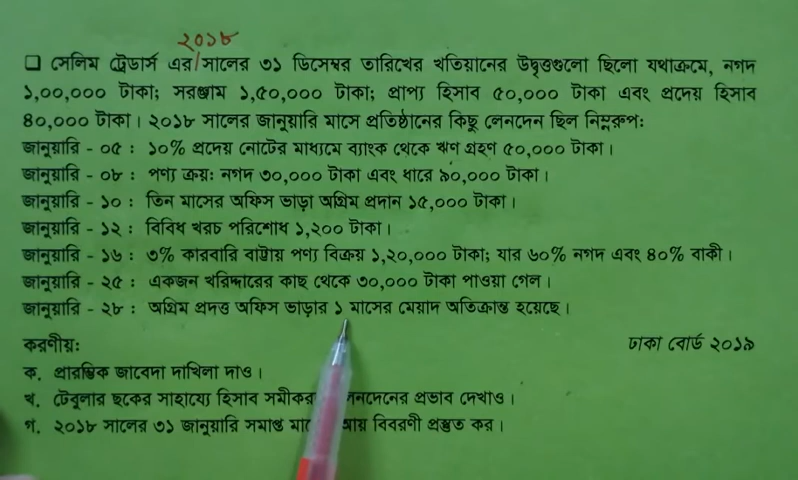 ২০১৮
❑ সেলিম ট্রেডার্স এর/সালের ৩১ ডিসেম্বর তারিখের খতিয়ানের উদ্বৃত্তগুলো ছিলো যথাক্রমে, নগদ
১,০০,০০০ টাকা; সরঞ্জাম ১,৫০,০০০ টাকা; প্রাপ্য হিসাব ৫০,০০০ টাকা এবং প্রদেয় হিসাব
৪০,০০০ টাকা। ২০১৮ সালের জানুয়ারি মাসে প্রতিষ্ঠানের কিছু লেনদেন ছিল নিম্নরূপ:
জানুয়ারি - ০৫ : ১০% প্রদেয় নোটের মাধ্যমে ব্যাংক থেকে ঋণ গ্রহণ ৫০,০০০ টাকা।
জানুয়ারি - ০৮ : পণ্য ক্রয়: নগদ ৩০,০০০ টাকা এবং ধারে ৯০,০০০ টাকা।
জানুয়ারি - ১০ : তিন মাসের অফিস ভাড়া অগ্রিম প্রদান ১৫,০০০ টাকা।
জানুয়ারি - ১২ : বিবিধ খরচ পরিশোধ ১,২০০ টাকা।
জানুয়ারি - ১৬ : ৩% কারবারি বাট্টায় পণ্য বিক্রয় ১,২০,০০০ টাকা; যার ৬০% নগদ এবং ৪০% বাকী।
জানুয়ারি - ২৫ : একজন খরিদ্দারের কাছ থেকে ৩০,০০০ টাকা পাওয়া গেল।
জানুয়ারি - ২৮ : অগ্রিম প্রদত্ত অফিস ভাড়ার ১ মাসের মেয়াদ অতিক্রান্ত হয়েছে।
করণীয়: ঢাকা বোর্ড ২০১৯
ক. প্রারম্ভিক জাবেদা দাখিলা দাও।
খ. টেবুলার ছকের সাহায্যে হিসাব সমীকর নদেনের প্রভাব দেখাও।
গ. ২০১৮ সালের ৩১ জানুয়ারি সমাপ্ত মা আয় বিবরণী প্রস্তুত কর।